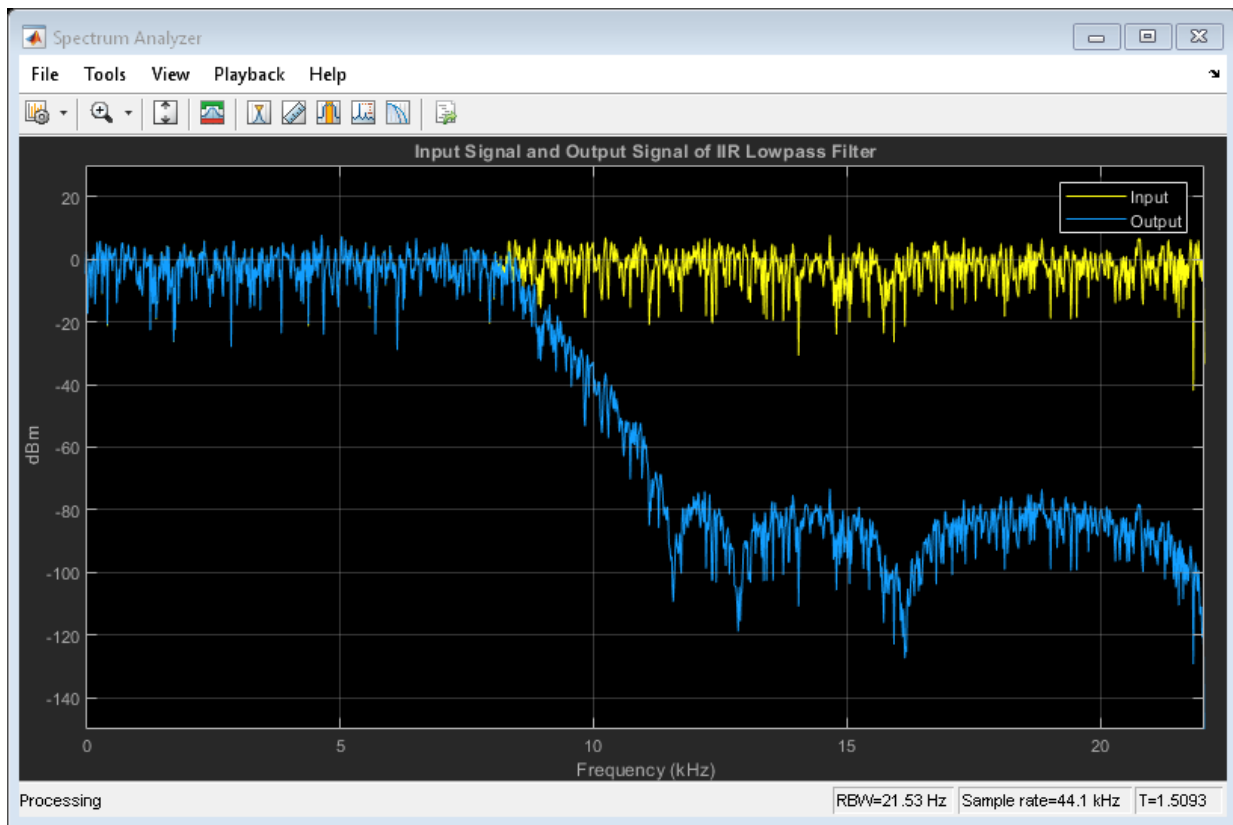 Spectrum Analyzer
File Tools View Playback Help
Input Signal and Output Signal of IIR Lowpass Filter
Input
Output
20
0
-20
-40
-60
-80
-100
-120
-140
dBm
0 5 10 15 20
Frequency (kHz)
Processing
RBW=21.53 Hz Sample rate=44.1 kHz T=1.5093